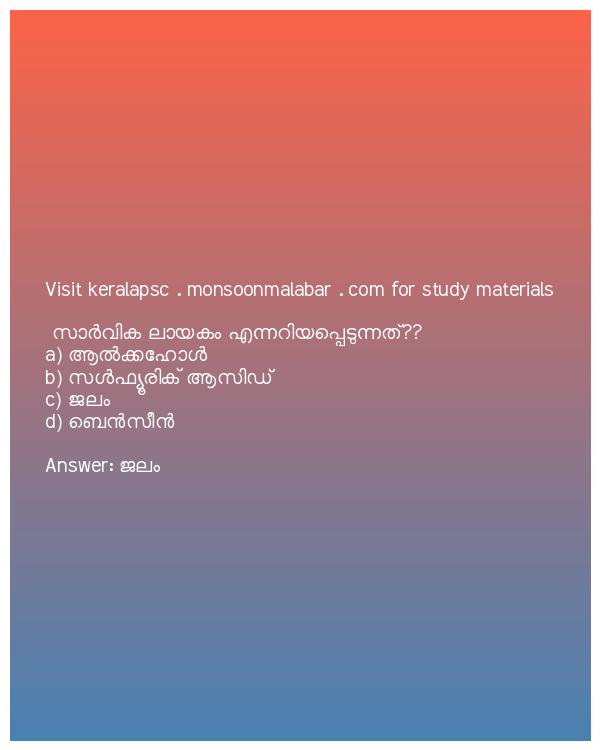 Visit keralapsc . monsoonmalabar . com for study materials
സാർവിക ലായകം എന്നറിയപ്പെടുന്നത്??
a) ആൽക്കഹോൾ
b) സൾഫ്യൂരിക് ആസിഡ്
c) ജലം
d) ബെൻസീൻ
Answer: ജലം